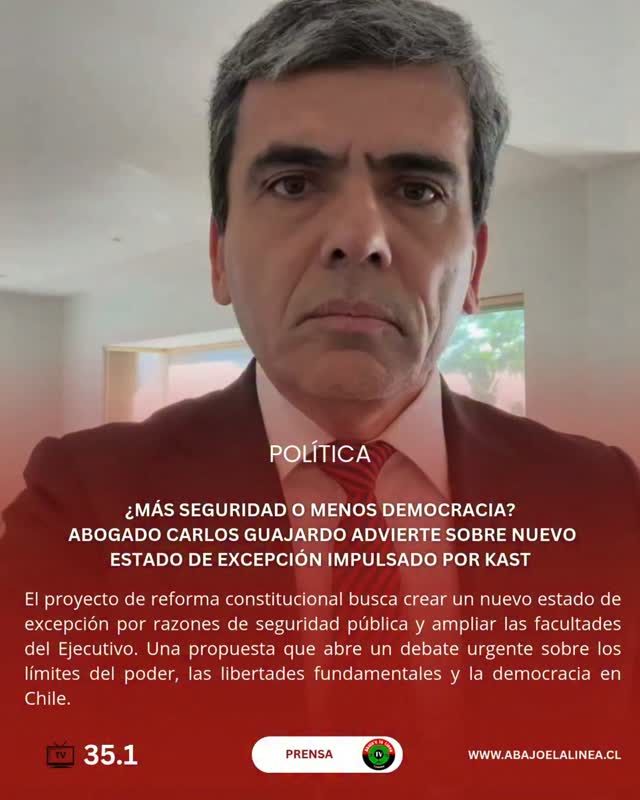 POLÍTICA
¿MÁS SEGURIDAD O MENOS DEMOCRACIA?
ABOGADO CARLOS GUAJARDO ADVIERTE SOBRE NUEVO
ESTADO DE EXCEPCIÓN IMPULSADO POR KAST
El proyecto de reforma constitucional busca crear un nuevo estado de
excepción por razones de seguridad pública y ampliar las facultades
del Ejecutivo. Una propuesta que abre un debate urgente sobre los
límites del poder, las libertades fundamentales y la democracia en
Chile.
TV 35.1
PRENSA
TV
WWW.ABAJOELALINEA.CL